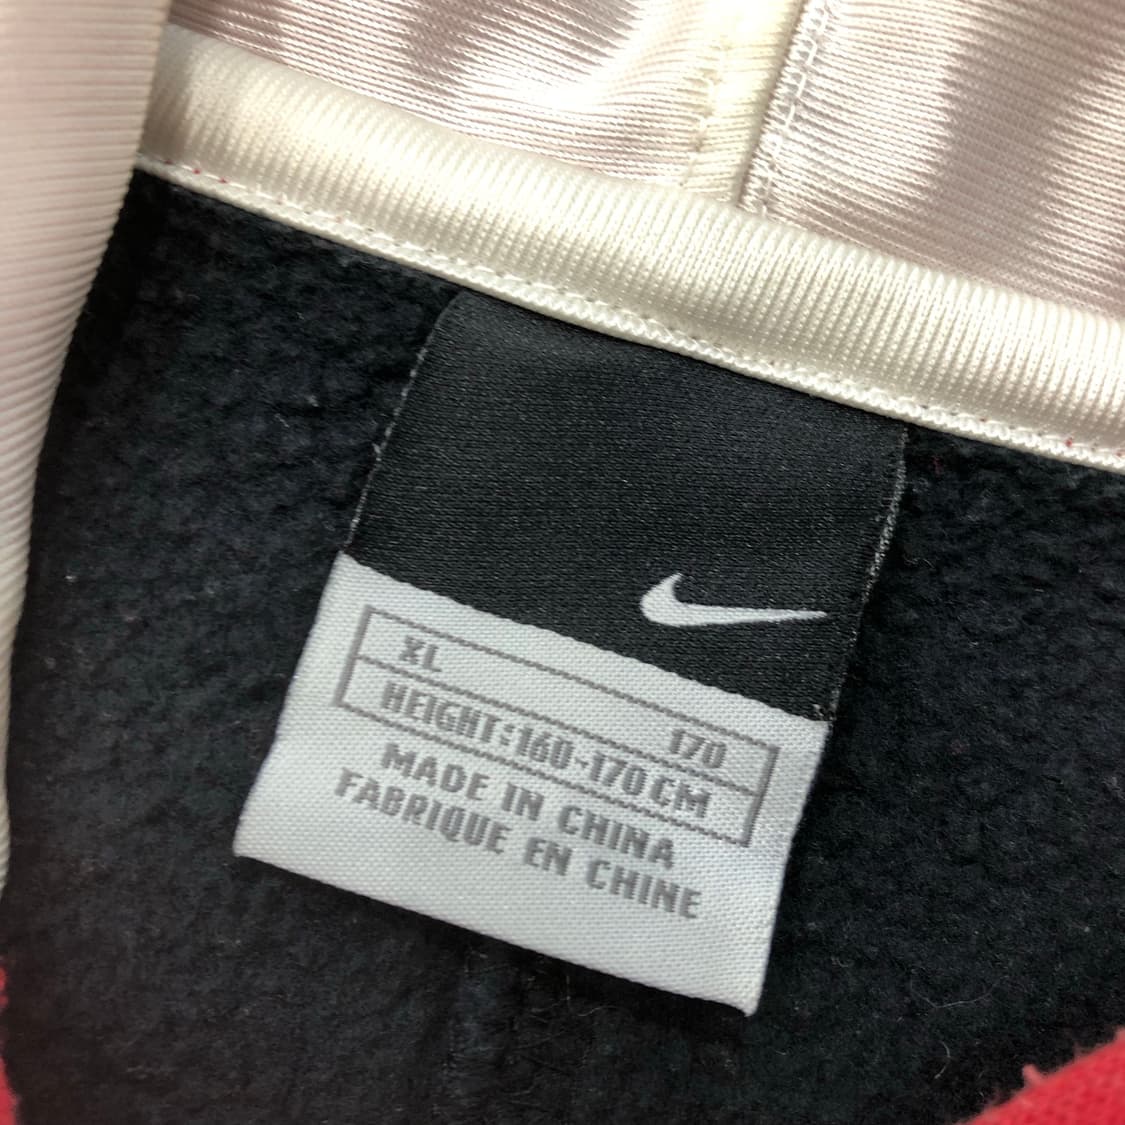 XL 170
HEIGHT:160~170CM
MADE IN CHINA
FABRIQUE EN CHINE